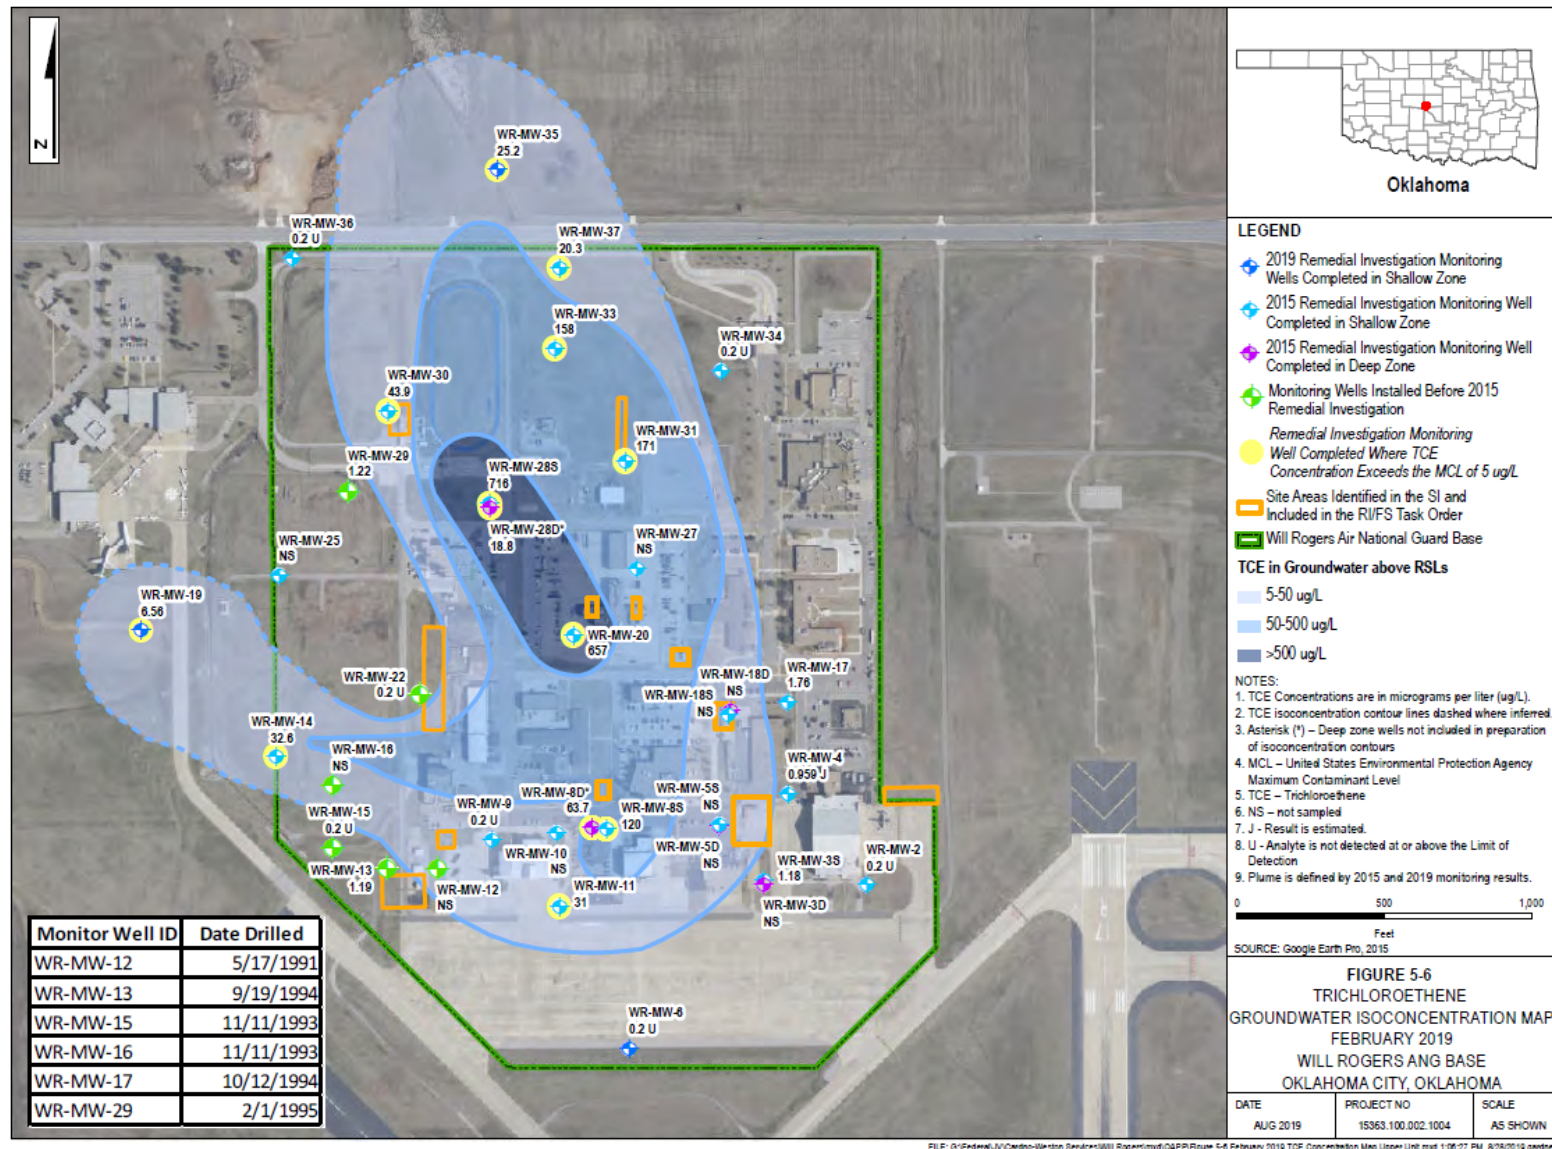 N
WR-MW-35
25.2
WR-MW-36
0.2 U
WR-MW-37
20.3
WR-MW-33
158
WR-MW-34
0.2 U
WR-MW-30
43.9
WR-MW-31
171
WR-MW-29
1.22
WR-MW-28S
716
WR-MW-28D*
18.8
WR-MW-27
NS
WR-MW-25
NS
WR-MW-19
6.56
WR-MW-20
657
WR-MW-22
0.2 U
WR-MW-18D
NS
WR-MW-18S
NS
WR-MW-17
1.76
WR-MW-14
32.6
WR-MW-16
NS
WR-MW-4
0.959 J
WR-MW-15
0.2 U
WR-MW-9
0.2 U
WR-MW-8D*
63.7
WR-MW-8S
120
WR-MW-5S
NS
WR-MW-5D
NS
WR-MW-10
NS
WR-MW-13
1.19
WR-MW-12
NS
WR-MW-11
31
WR-MW-3S
1.18
WR-MW-3D
NS
WR-MW-2
0.2 U
WR-MW-6
0.2 U
Monitor Well ID Date Drilled
WR-MW-12 5/17/1991
WR-MW-13 9/19/1994
WR-MW-15 11/11/1993
WR-MW-16 11/11/1993
WR-MW-17 10/12/1994
WR-MW-29 2/1/1995
Oklahoma
LEGEND
2019 Remedial Investigation Monitoring
Wells Completed in Shallow Zone
2015 Remedial Investigation Monitoring Well
Completed in Shallow Zone
2015 Remedial Investigation Monitoring Well
Completed in Deep Zone
Monitoring Wells Installed Before 2015
Remedial Investigation
Remedial Investigation Monitoring
Well Completed Where TCE
Concentration Exceeds the MCL of 5 ug/L
Site Areas Identified in the SI and
Included in the RI/FS Task Order
Will Rogers Air National Guard Base
TCE in Groundwater above RSLs
5-50 ug/L
50-500 ug/L
>500 ug/L
NOTES:
1. TCE Concentrations are in micrograms per liter (ug/L).
2. TCE isoconcentration contour lines dashed where inferred
3. Asterisk (*) – Deep zone wells not included in preparation
of isoconcentration contours
4. MCL – United States Environmental Protection Agency
Maximum Contaminant Level
5. TCE – Trichloroethene
6. NS – not sampled
7. J - Result is estimated.
8. U - Analyte is not detected at or above the Limit of
Detection
9. Plume is defined by 2015 and 2019 monitoring results.
0 500 1,000
Feet
SOURCE: Google Earth Pro, 2015
FIGURE 5-6
TRICHLOROETHENE
GROUNDWATER ISOCONCENTRATION MAP
FEBRUARY 2019
WILL ROGERS ANG BASE
OKLAHOMA CITY, OKLAHOMA
DATE PROJECT NO SCALE
AUG 2019 15363.100.002.1004 AS SHOWN